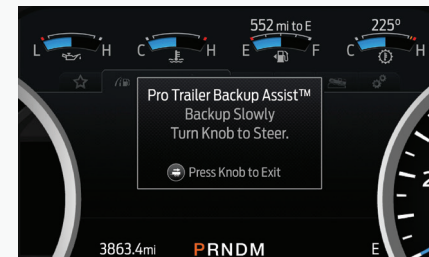 552 mi to E
225°
L H C H E F C H
Pro Trailer Backup Assist™
Backup Slowly
Turn Knob to Steer.
Press Knob to Exit
3863.4mi PRNDM E